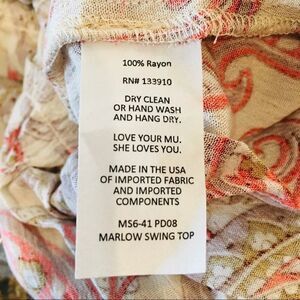 100% Rayon
RN# 133910
DRY CLEAN
OR HAND WASH
AND HANG DRY.
LOVE YOUR MU.
SHE LOVES YOU.
MADE IN THE USA
OF IMPORTED FABRIC
AND IMPORTED
COMPONENTS
MS6-41 PD08
MARLOW SWING TOP